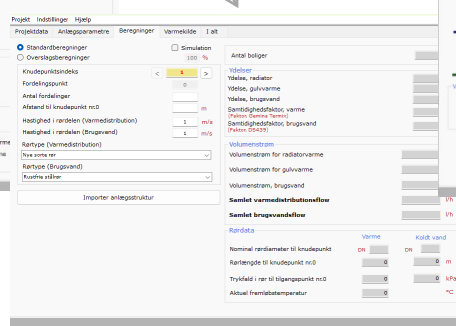 Projekt Indstillinger Hjælp
Projektdata Anlægsparametre Beregninger Varmekilde I alt
Standardberegninger Simulation
Overslagsberegninger 100 %
Knudepunktsindeks < 1 >
Fordelingspunkt 0
Antal fordelinger
Afstand til knudepunkt nr.0 m
Hastighed i rørdelen (Varmedistribution) 1 m/s
Hastighed i rørdelen (Brugsvand) 1 m/s
Rørtype (Varmedistribution)
Nye sorte rør
Rørtype (Brugsvand)
Rustfrie stålrør
Importer anlægsstruktur
Antal boliger
Ydelser
Ydelse, radiator
Ydelse, gulvvarme
Ydelse, brugsvand
Samtidighedsfaktor, varme
(Faktor: Gemina Termix)
Samtidighedsfaktor, brugsvand
(Faktor: DS439)
Volumenstrøm
Volumenstrøm for radiatorvarme
Volumenstrøm for gulvvarme
Volumenstrøm, brugsvand
Samlet varmedistributionsflow l/h
Samlet brugsvandsflow l/h
Rørdata
Varme Koldt vand
Nominel rørdiameter til knudepunkt DN DN
Rørlængde til knudepunkt nr.0 0 0 m
Trykfald i rør til tilgangspunkt nr.0 0 0 kPa
Aktuel fremløbstemperatur 0 °C